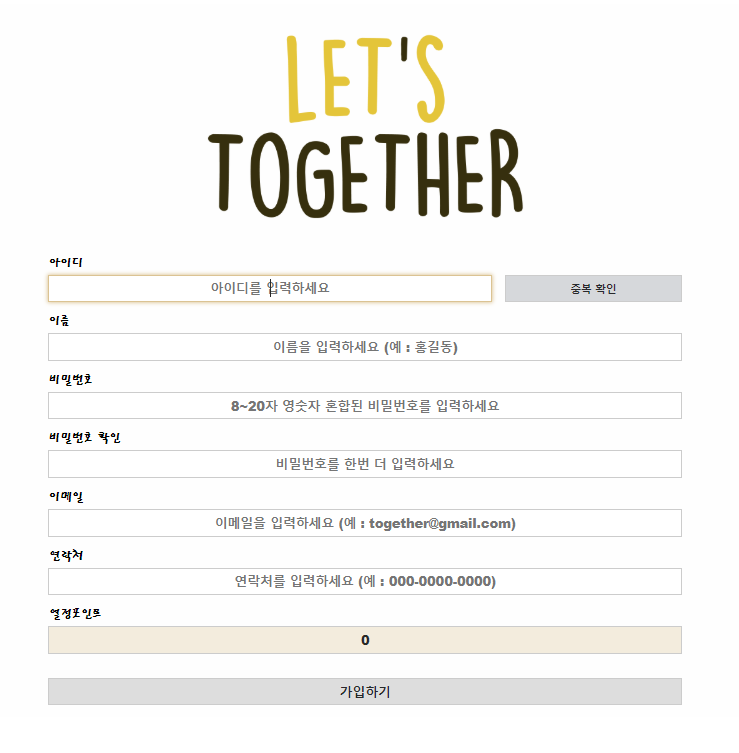 LET'S
TOGETHER
아이디
아이디를 입력하세요
중복 확인
이름
이름을 입력하세요 (예 : 홍길동)
비밀번호
8~20자 영숫자 혼합된 비밀번호를 입력하세요
비밀번호 확인
비밀번호를 한번 더 입력하세요
이메일
이메일을 입력하세요 (예 : together@gmail.com)
연락처
연락처를 입력하세요 (예 : 000-0000-0000)
열정포인트
0
가입하기